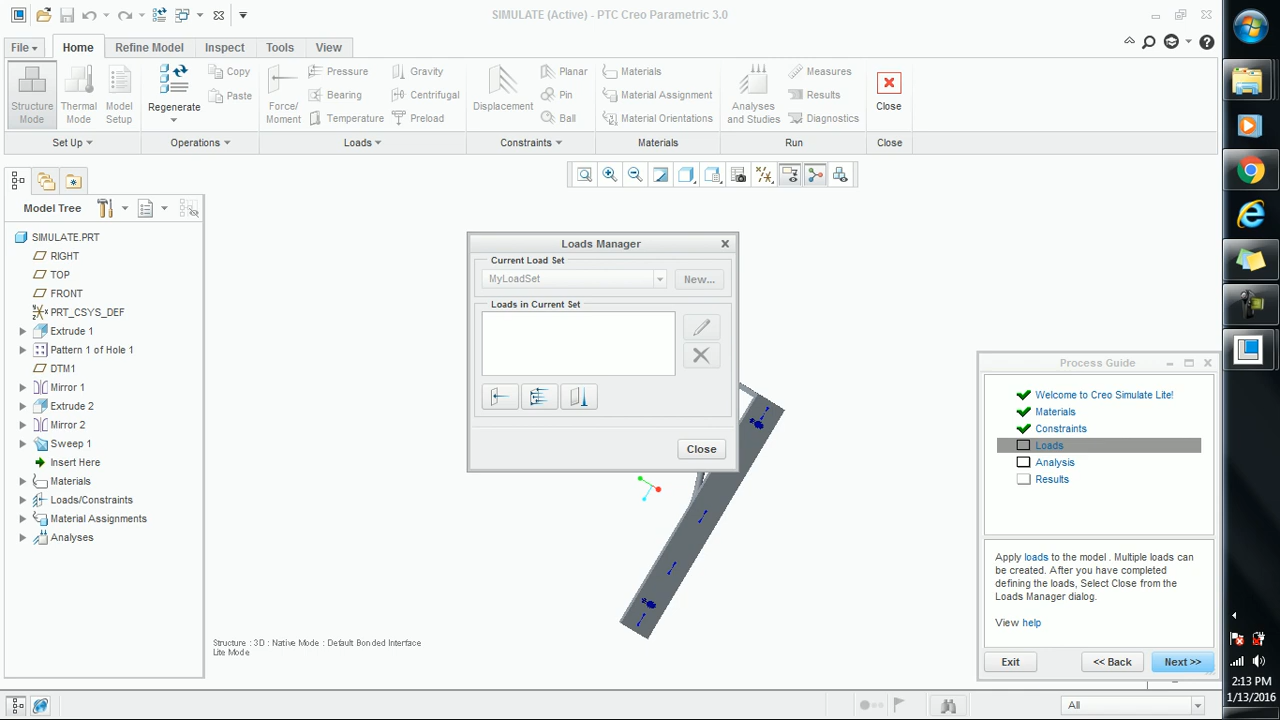 SIMULATE (Active) - PTC Creo Parametric 3.0
File Home Refine Model Inspect Tools View
Structure Mode
Thermal Mode
Model Setup
Set Up
Regenerate
Copy
Paste
Operations
Force/ Moment
Pressure
Bearing
Temperature
Gravity
Centrifugal
Preload
Loads
Displacement
Planar
Pin
Ball
Constraints
Materials
Material Assignment
Material Orientations
Materials
Analyses and Studies
Measures
Results
Diagnostics
Run
Close
Close
Model Tree
SIMULATE.PRT
RIGHT
TOP
FRONT
PRT_CSYS_DEF
Extrude 1
Pattern 1 of Hole 1
DTM1
Mirror 1
Extrude 2
Mirror 2
Sweep 1
Insert Here
Materials
Loads/Constraints
Material Assignments
Analyses
Loads Manager
Current Load Set
MyLoadSet
New...
Loads in Current Set
Close
Structure : 3D : Native Mode : Default Bonded Interface
Lite Mode
Process Guide
Welcome to Creo Simulate Lite!
Materials
Constraints
Loads
Analysis
Results
Apply loads to the model . Multiple loads can
be created. After you have completed
defining the loads, Select Close from the
Loads Manager dialog.
View help
Exit << Back Next >>
All
2:13 PM
1/13/2016